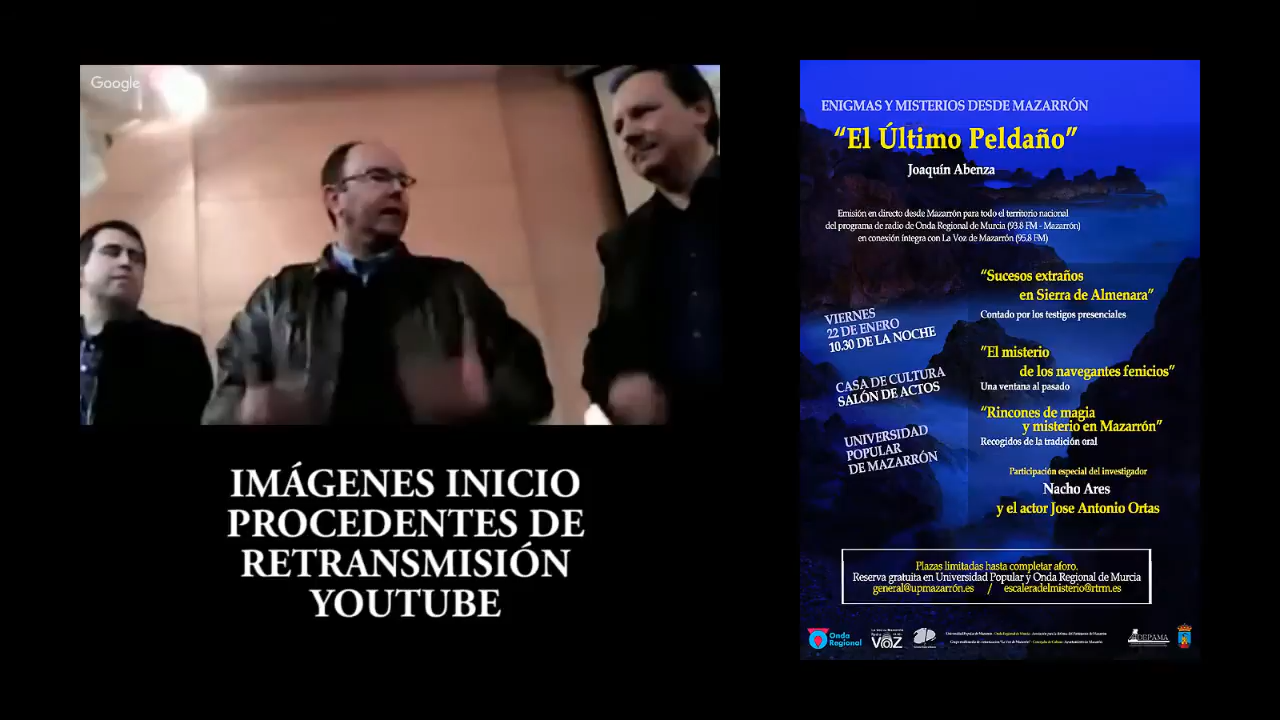 Google
IMÁGENES INICIO
PROCEDENTES DE
RETRANSMISIÓN
YOUTUBE
ENIGMAS Y MISTERIOS DESDE MAZARRÓN
“El Último Peldaño”
Joaquín Abenza
Emisión en directo desde Mazarrón para todo el territorio nacional
del programa de radio de Onda Regional de Murcia (93.8 FM - Mazarrón)
en conexión íntegra con La Voz de Mazarrón (95.8 FM)
VIERNES
22 DE ENERO
10.30 DE LA NOCHE
CASA DE CULTURA
SALÓN DE ACTOS
UNIVERSIDAD
POPULAR
DE MAZARRÓN
“Sucesos extraños
en Sierra de Almenara”
Contado por los testigos presenciales
“El misterio
de los navegantes fenicios”
Una ventana al pasado
“Rincones de magia
y misterio en Mazarrón”
Recogidos de la tradición oral
Participación especial del investigador
Nacho Ares
y el actor Jose Antonio Ortas
Plazas limitadas hasta completar aforo.
Reserva gratuita en Universidad Popular y Onda Regional de Murcia
general@upmazarrón.es / escaleradelmisterio@rtrm.es
Onda
Regional
VOZ